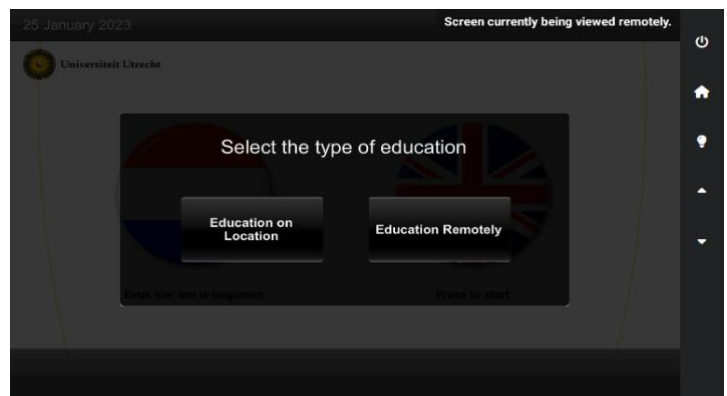 25 January 2023
Screen currently being viewed remotely.
Universiteit Utrecht
Select the type of education
Education on
Location
Education Remotely
Druk hier om te beginnen
Press to start